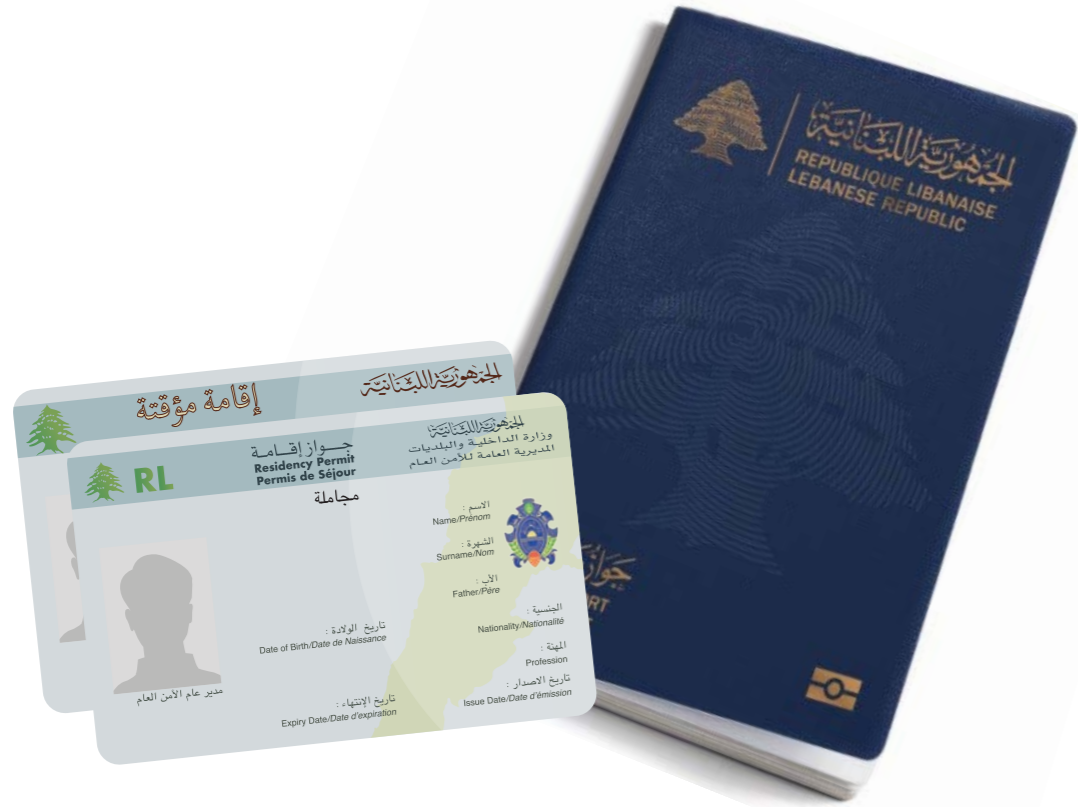 الجمهورية اللبنانية
REPUBLIQUE LIBANAISE
LEBANESE REPUBLIC
جواز
RT
الجمهورية اللبنانية
إقامة مؤقتة
الجمهورية اللبنانية
وزارة الداخلية والبلديات
المديرية العامة للأمن العام
جواز إقامة
Residency Permit
Permis de Séjour
RL
مجاملة
الاسم :
Name/Prénom
الشهرة :
Surname/Nom
الأب :
Father/Pére
الجنسية :
Nationality/Nationalité
تاريخ الولادة :
Date of Birth/Date de Naissance
المهنة :
Profession
تاريخ الاصدار :
Issue Date/Date d'émission
تاريخ الإنتهاء :
Expiry Date/Date d'expiration
مدير عام الأمن العام